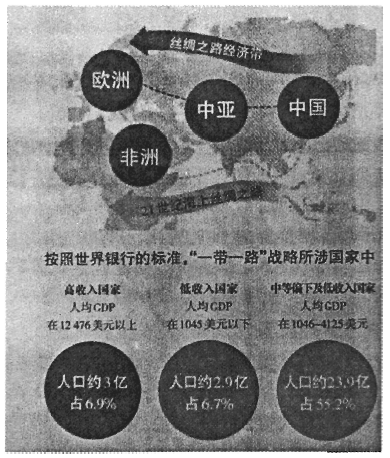 丝绸之路经济带
欧洲
中亚
中国
非洲
21世纪海上丝绸之路
按照世界银行的标准,“一带一路”战略所涉国家中
高收入国家
人均GDP
在12 476美元以上
低收入国家
人均GDP
在1045美元以下
中等偏下及低收入国家
人均GDP
在1046-4125美元
人口约3亿
占6.9%
人口约2.9亿
占6.7%
人口约23.9亿
占55.2%